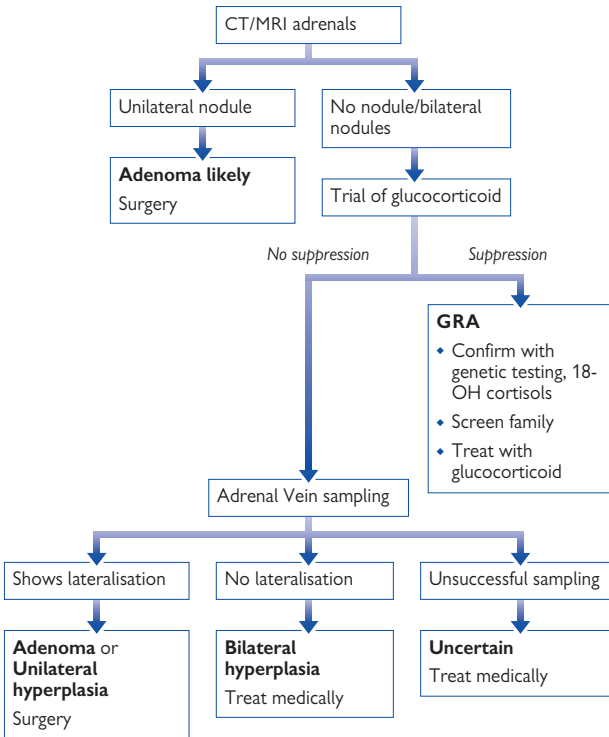 CT/MRI adrenals
Unilateral nodule
No nodule/bilateral
nodules
Adenoma likely
Surgery
Trial of glucocorticoid
No suppression
Suppression
GRA
Confirm with
genetic testing, 18-
OH cortisols
Screen family
Treat with
glucocorticoid
Adrenal Vein sampling
Shows lateralisation
No lateralisation
Unsuccessful sampling
Adenoma or
Unilateral
hyperplasia
Surgery
Bilateral
hyperplasia
Treat medically
Uncertain
Treat medically